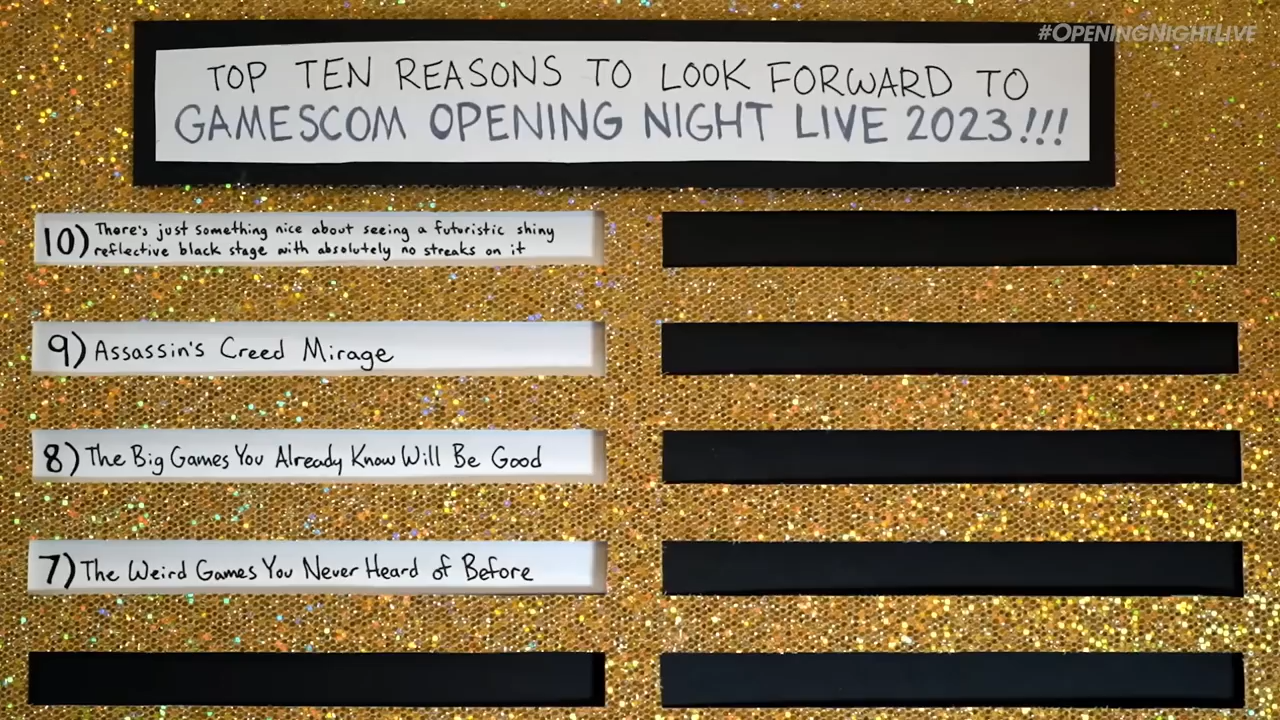 #OPENINGNIGHTLIVE
TOP TEN REASONS TO LOOK FORWARD TO
GAMESCOM OPENING NIGHT LIVE 2023!!!
10) There's just something nice about seeing a futuristic shiny
reflective black stage with absolutely no streaks on it
9) Assassin's Creed Mirage
8) The Big Games You Already Know Will Be Good
7) The Weird Games You Never Heard of Before